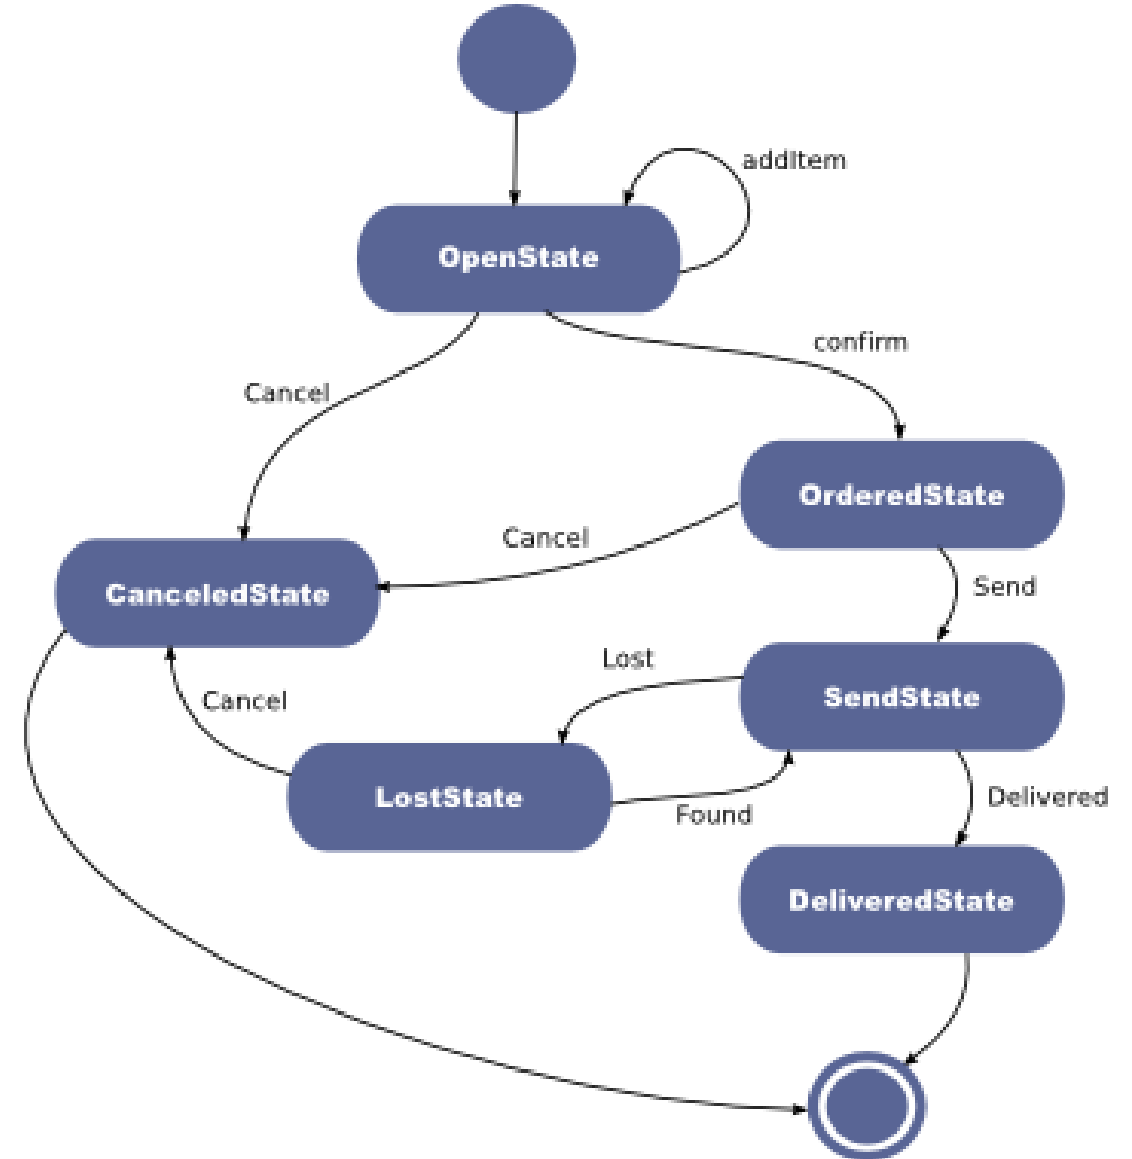 addItem
OpenState
confirm
Cancel
OrderedState
Cancel
CanceledState
Send
Lost
SendState
Cancel
LostState
Found
Delivered
DeliveredState